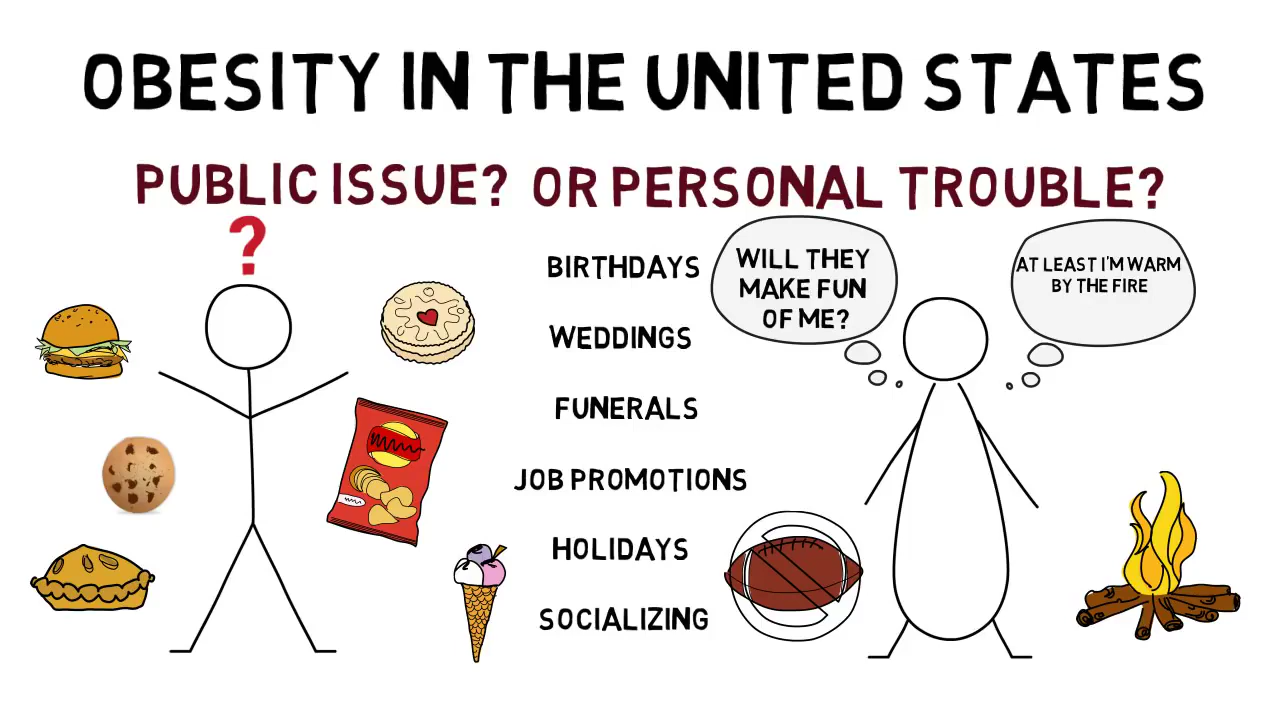 OBESITY IN THE UNITED STATES
PUBLIC ISSUE? OR PERSONAL TROUBLE?
?
BIRTHDAYS
WEDDINGS
FUNERALS
JOB PROMOTIONS
HOLIDAYS
SOCIALIZING
WILL THEY
MAKE FUN
OF ME?
AT LEAST I'M WARM
BY THE FIRE